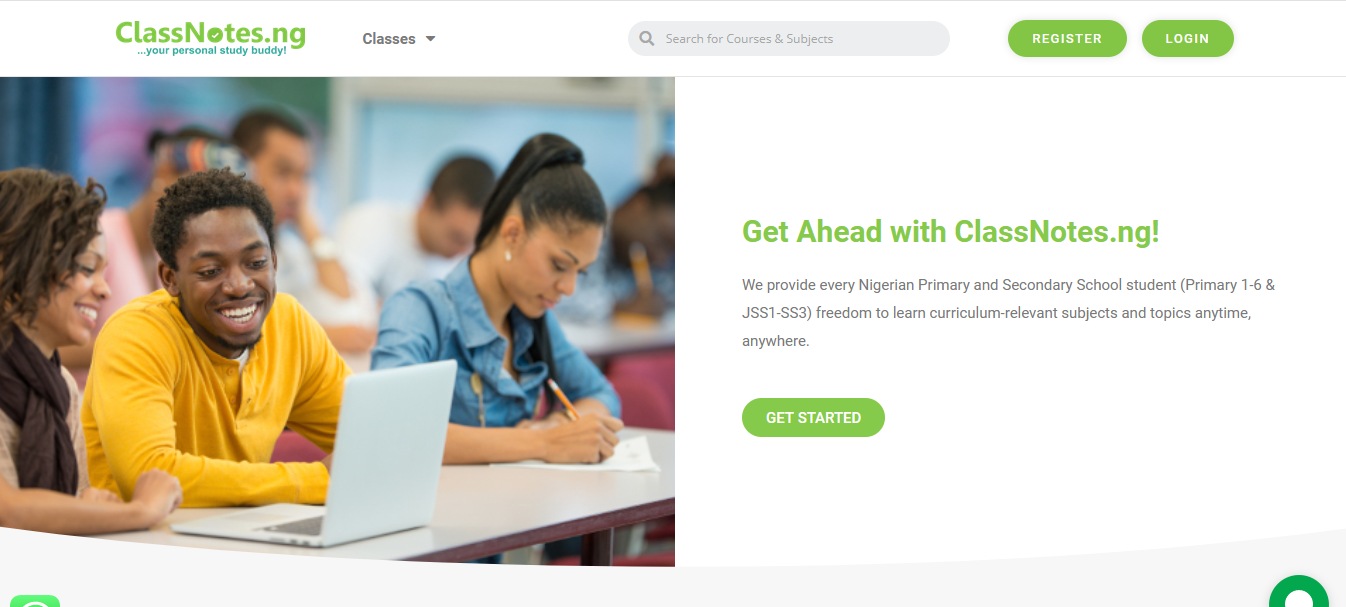 ClassNotes.ng
...your personal study buddy!
Classes
Search for Courses & Subjects
REGISTER
LOGIN
Get Ahead with ClassNotes.ng!
We provide every Nigerian Primary and Secondary School student (Primary 1-6 &
JSS1-SS3) freedom to learn curriculum-relevant subjects and topics anytime,
anywhere.
GET STARTED